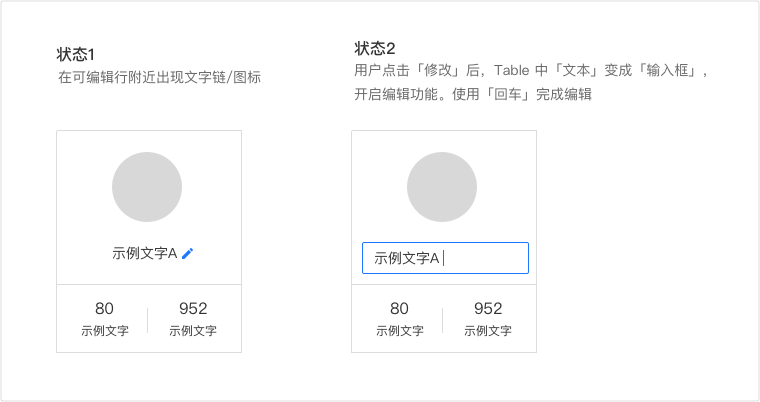 状态1
在可编辑行附近出现文字链/图标
示例文字A
80
952
示例文字
示例文字
状态2
用户点击「修改」后，Table 中「文本」变成「输入框」，
开启编辑功能。使用「回车」完成编辑
示例文字A
80
952
示例文字
示例文字